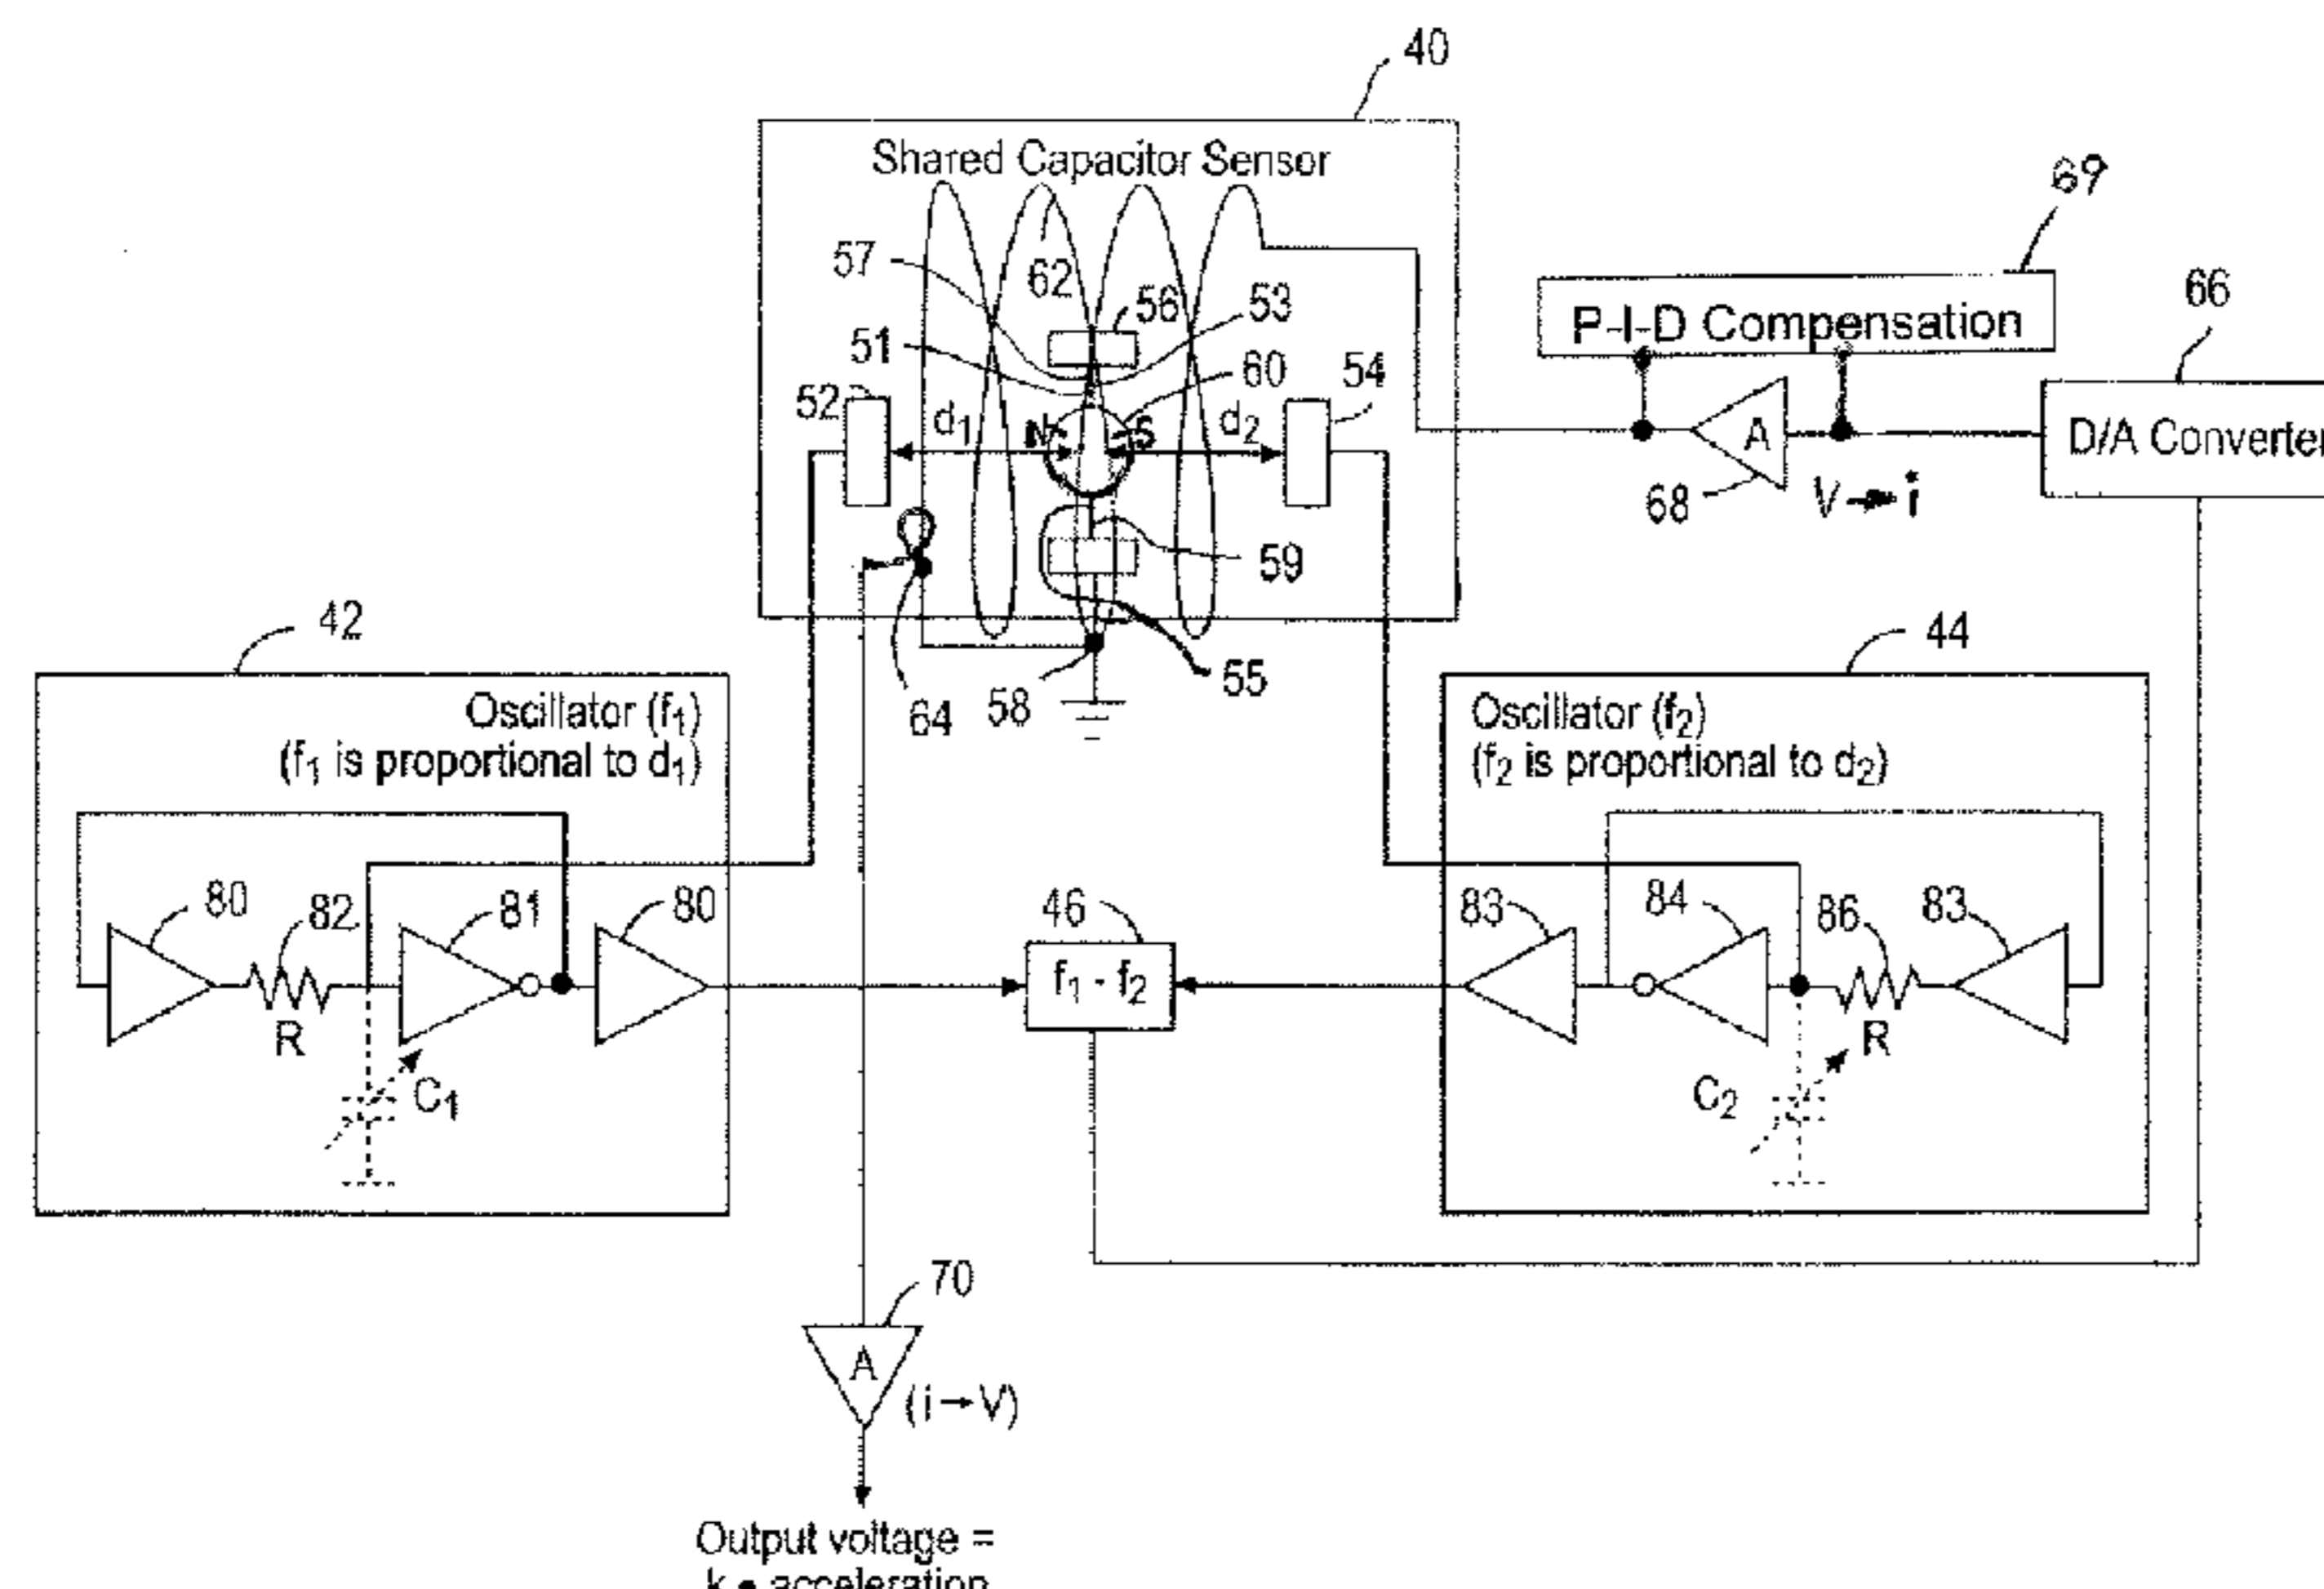 40
Shared Capacitor Sensor
69
57
62
56
53
66
P-I-D Compensation
51
60
54
52
d1
N
S
d2
A
D/A Converter
68
V → i
59
42
64
58
55
44
Oscillator (f1)
(f1 is proportional to d1)
Oscillator (f2)
(f2 is proportional to d2)
80
82
81
80
46
83
84
86
83
f1 - f2
R
R
C1
C2
70
A
(i → V)
Output voltage =
k • acceleration